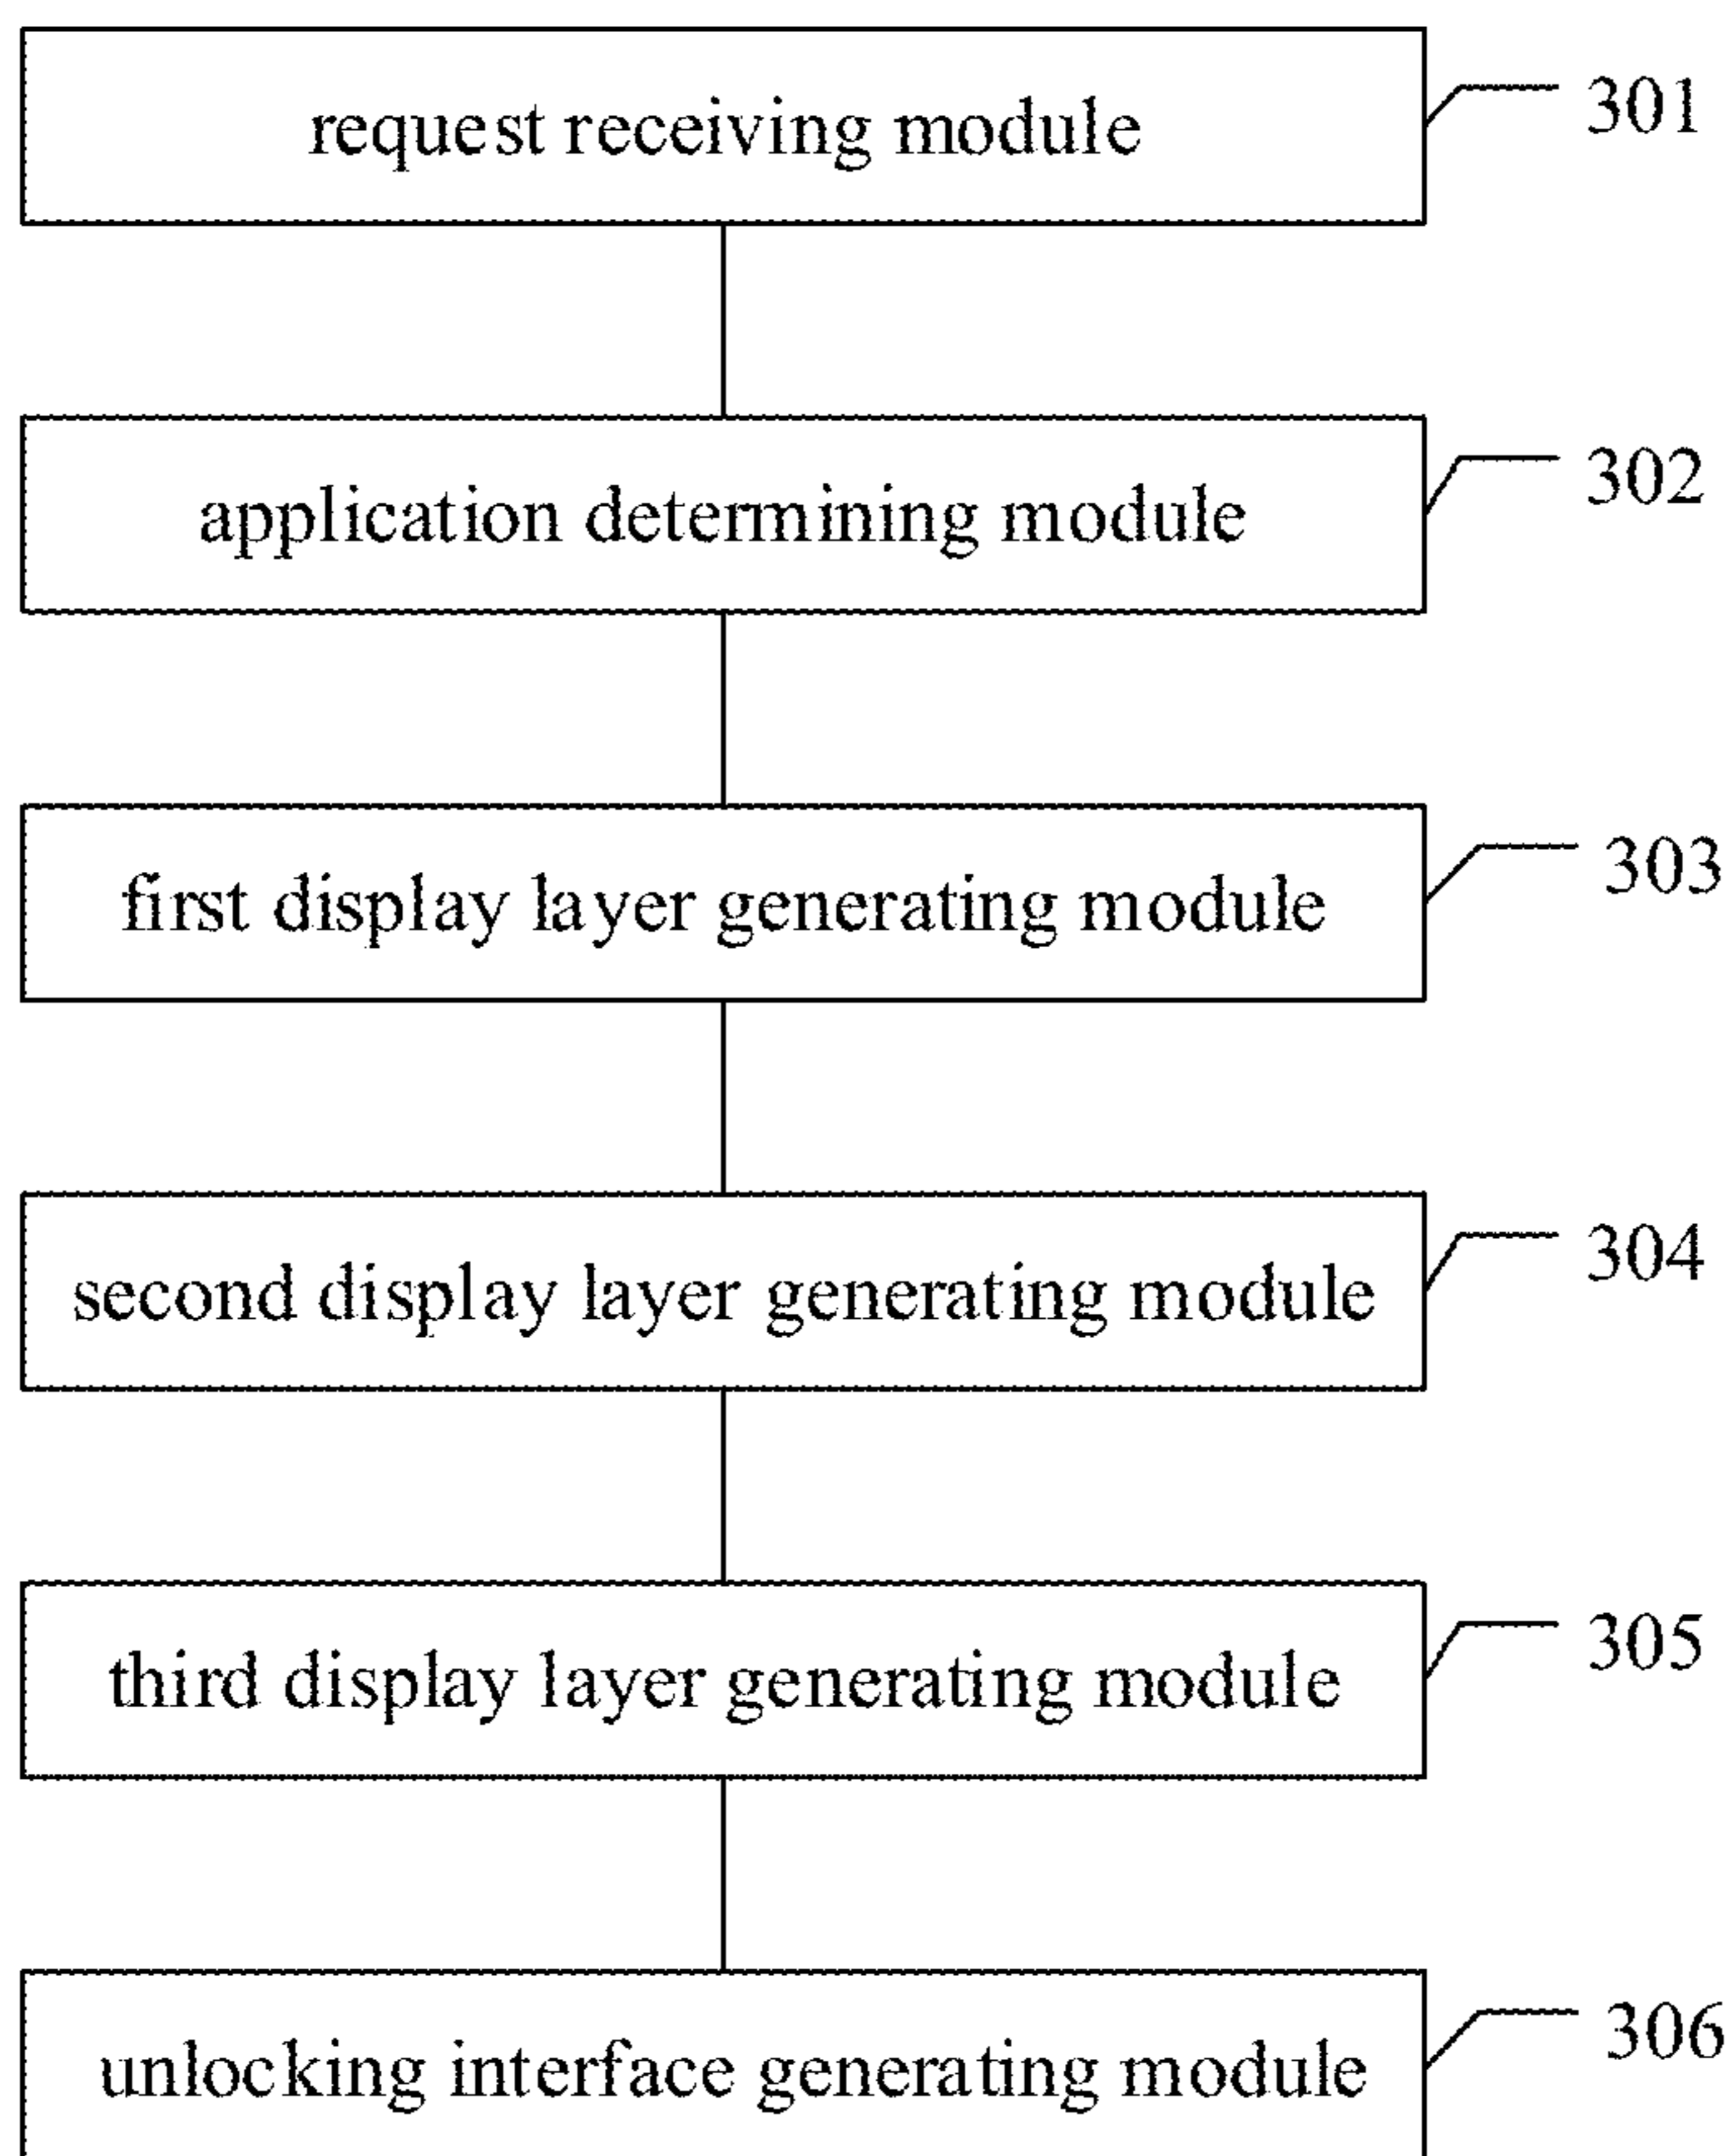 request receiving module 301
application determining module 302
first display layer generating module 303
second display layer generating module 304
third display layer generating module 305
unlocking interface generating module 306